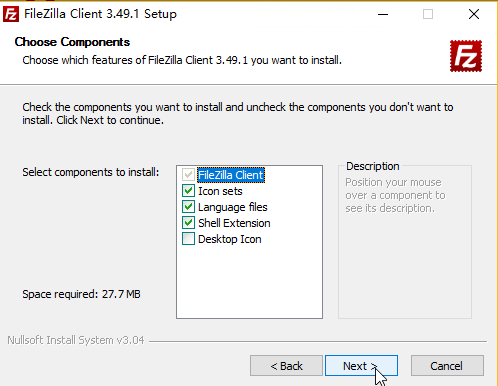 FileZilla Client 3.49.1 Setup
Choose Components
Choose which features of FileZilla Client 3.49.1 you want to install.
Fz
Check the components you want to install and uncheck the components you don't want to
install. Click Next to continue.
Select components to install:
FileZilla Client
Icon sets
Language files
Shell Extension
Desktop Icon
Description
Position your mouse
over a component to
see its description.
Space required: 27.7 MB
Nullsoft Install System v3.04
< Back
Next >
Cancel